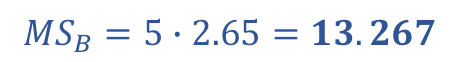 MS_B = 5 · 2.65 = 13.267